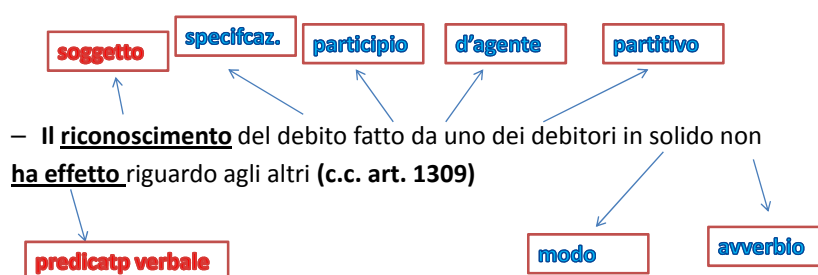 soggetto specifcaz. participio d'agente partitivo
– Il riconoscimento del debito fatto da uno dei debitori in solido non
ha effetto riguardo agli altri (c.c. art. 1309)
predicatp verbale modo avverbio